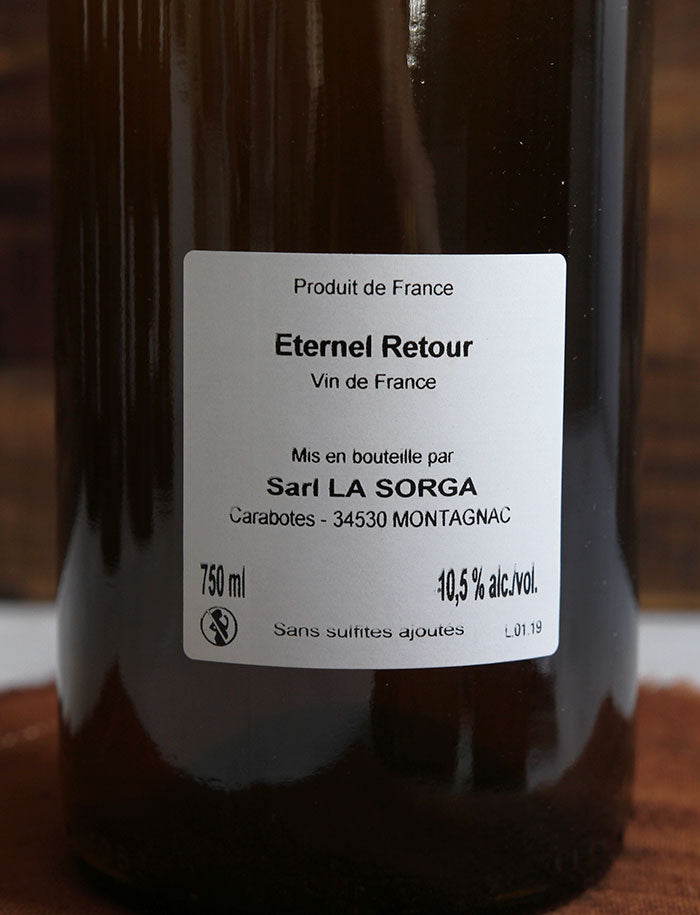 Produit de France
Eternel Retour
Vin de France
Mis en bouteille par
Sarl LA SORGA
Carabotes - 34530 MONTAGNAC
750 ml 10,5 % alc./vol.
Sans sulfites ajoutés L.01.19